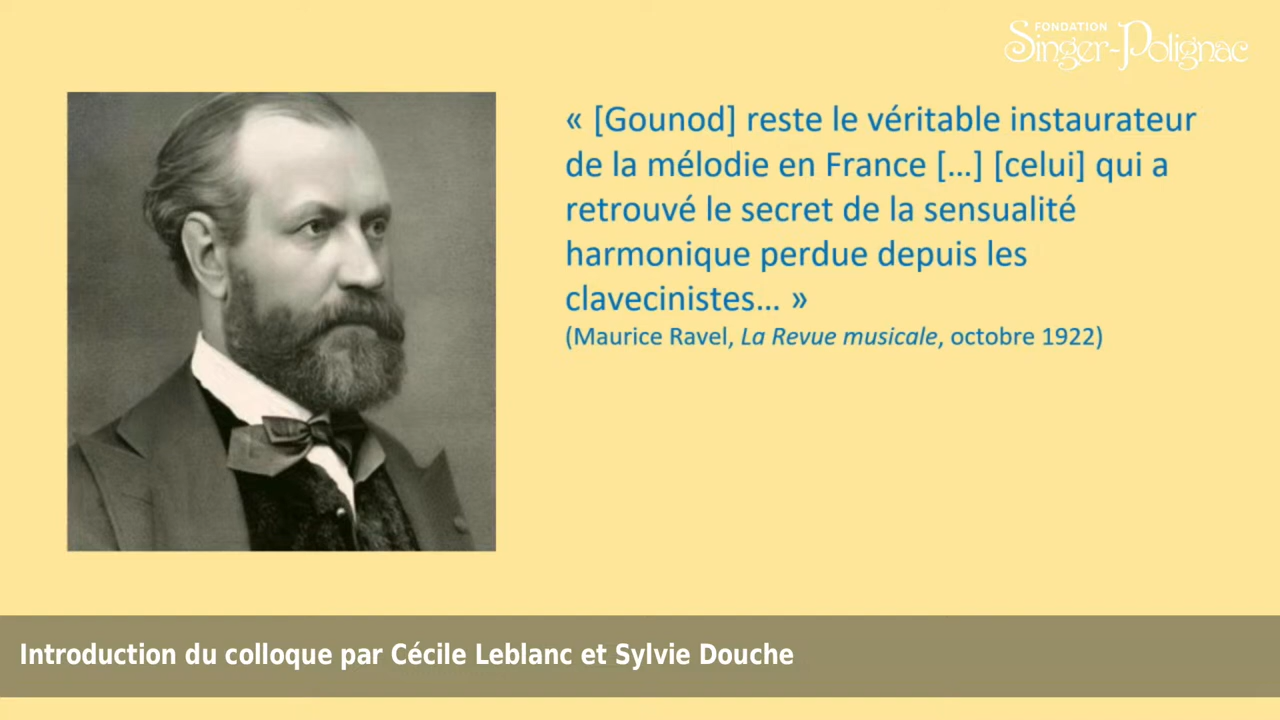 FONDATION
Singer-Polignac
« [Gounod] reste le véritable instaurateur
de la mélodie en France [...] [celui] qui a
retrouvé le secret de la sensualité
harmonique perdue depuis les
clavecinistes... »
(Maurice Ravel, La Revue musicale, octobre 1922)
Introduction du colloque par Cécile Leblanc et Sylvie Douche